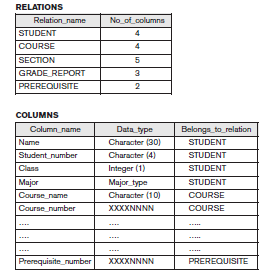 RELATIONS
Relation_name No_of_columns
STUDENT 4
COURSE 4
SECTION 5
GRADE_REPORT 3
PREREQUISITE 2
COLUMNS
Column_name Data_type Belongs_to_relation
Name Character (30) STUDENT
Student_number Character (4) STUDENT
Class Integer (1) STUDENT
Major Major_type STUDENT
Course_name Character (10) COURSE
Course_number XXXXNNNN COURSE
.... .... .....
.... .... .....
.... .... .....
Prerequisite_number XXXXNNNN PREREQUISITE